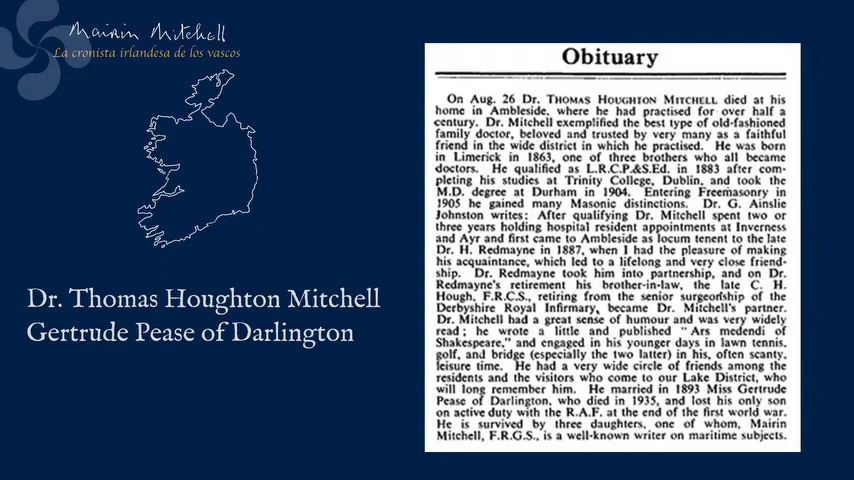 Mairin Mitchell
La cronista irlandesa de los vascos
Dr. Thomas Houghton Mitchell
Gertrude Pease of Darlington
Obituary
On Aug. 26 Dr. THOMAS HOUGHTON MITCHELL died at his
home in Ambleside, where he had practised for over half a
century. Dr. Mitchell exemplified the best type of old-fashioned
family doctor, beloved and trusted by very many as a faithful
friend in the wide district in which he practised. He was born
in Limerick in 1863, one of three brothers who all became
doctors. He qualified as L.R.C.P.&S.Ed. in 1883 after com-
pleting his studies at Trinity College, Dublin, and took the
M.D. degree at Durham in 1904. Entering Freemasonry in
1905 he gained many Masonic distinctions. Dr. G. Ainslie
Johnston writes: After qualifying Dr. Mitchell spent two or
three years holding hospital resident appointments at Inverness
and Ayr and first came to Ambleside as locum tenent to the late
Dr. H. Redmayne in 1887, when I had the pleasure of making
his acquaintance, which led to a lifelong and very close friend-
ship. Dr. Redmayne took him into partnership, and on Dr.
Redmayne's retirement his brother-in-law, the late C. H.
Hough, F.R.C.S., retiring from the senior surgeorship of the
Derbyshire Royal Infirmary, became Dr. Mitchell's partner.
Dr. Mitchell had a great sense of humour and was very widely
read; he wrote a little and published "Ars medendi of
Shakespeare," and engaged in his younger days in lawn tennis,
golf, and bridge (especially the two latter) in his, often scanty,
leisure time. He had a very wide circle of friends among the
residents and the visitors who come to our Lake District, who
will long remember him. He married in 1893 Miss Gertrude
Pease of Darlington, who died in 1935, and lost his only son
on active duty with the R.A.F. at the end of the first world war.
He is survived by three daughters, one of whom, Mairin
Mitchell, F.R.G.S., is a well-known writer on maritime subjects.